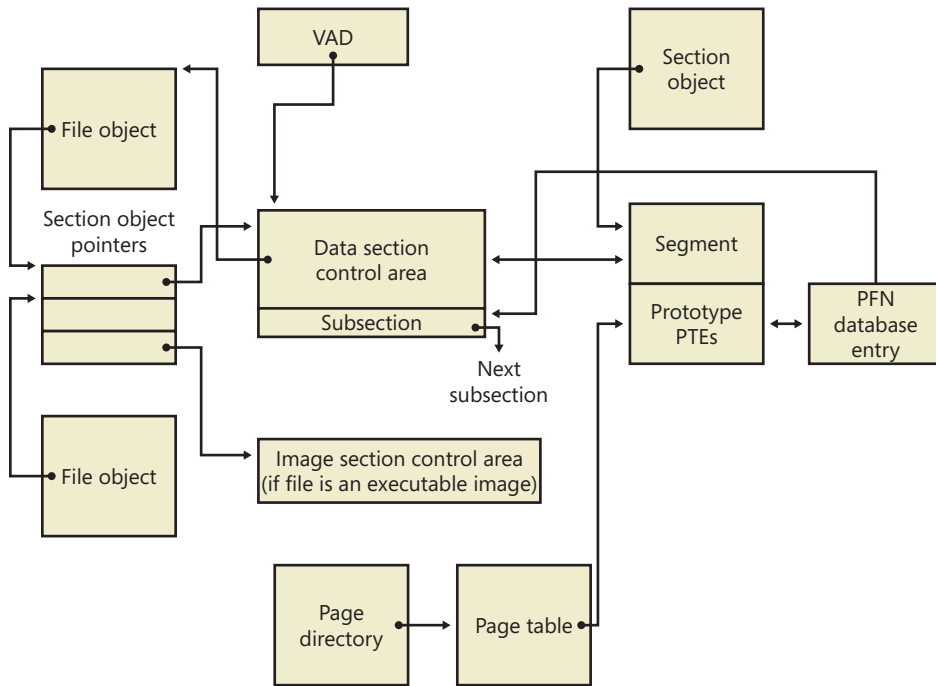 VAD
Section
object
File object
Section object
pointers
Data section
control area
Subsection
Segment
Prototype
PTEs
PFN
database
entry
Next
subsection
File object
Image section control area
(if file is an executable image)
Page
directory
Page table